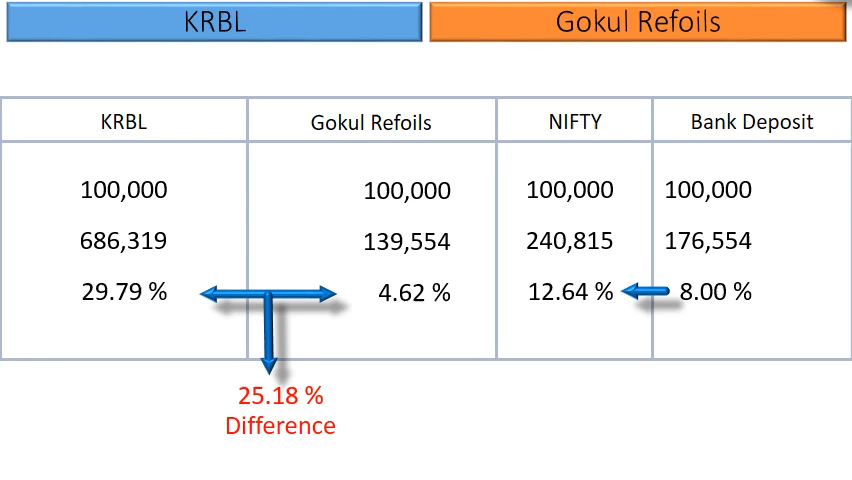 KRBL Gokul Refoils
KRBL Gokul Refoils NIFTY Bank Deposit
100,000 100,000 100,000 100,000
686,319 139,554 240,815 176,554
29.79 % 4.62 % 12.64 % 8.00 %
25.18 %
Difference